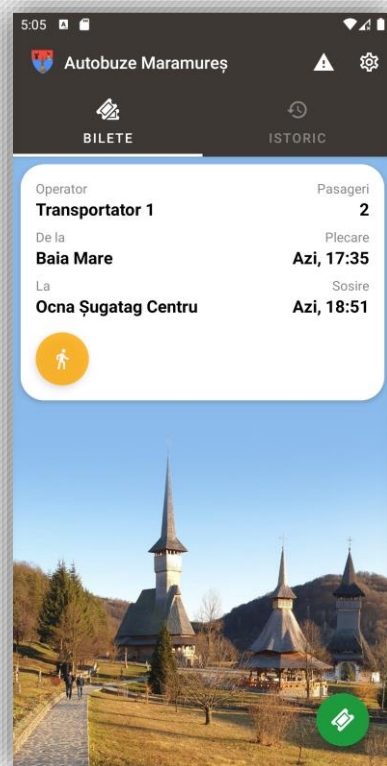 5:05
Autobuze Maramureș
BILETE
ISTORIC
Operator
Pasageri
Transportator 1
2
De la
Plecare
Baia Mare
Azi, 17:35
La
Sosire
Ocna Șugatag Centru
Azi, 18:51